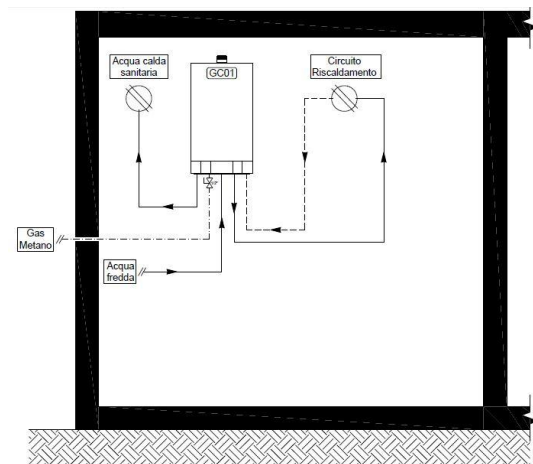 Acqua calda
sanitaria
GC01
Circuito
Riscaldamento
Gas
Metano
Acqua
fredda